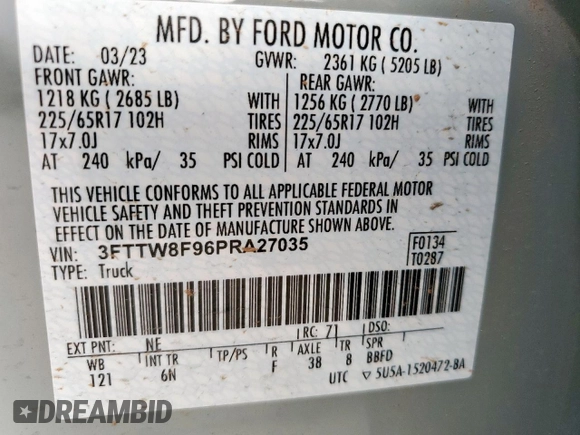 MFD. BY FORD MOTOR CO.
DATE: 03/23 GVWR: 2361 KG ( 5205 LB)
FRONT GAWR: REAR GAWR:
1218 KG ( 2685 LB) WITH 1256 KG ( 2770 LB) WITH
225/65R17 102H TIRES 225/65R17 102H TIRES
17x7.0J RIMS 17x7.0J RIMS
AT 240 kPa/ 35 PSI COLD AT 240 kPa/ 35 PSI COLD
THIS VEHICLE CONFORMS TO ALL APPLICABLE FEDERAL MOTOR
VEHICLE SAFETY AND THEFT PREVENTION STANDARDS IN
EFFECT ON THE DATE OF MANUFACTURE SHOWN ABOVE.
VIN: 3FTTW8F96PRA27035 F0134
TYPE: Truck T0287
EXT PNT: NE RC: 71 DSO:
WB INT TR TP/PS R AXLE TR SPR
121 6N F 38 8 BBFD
UTC ▽ 5U5A-1520472-BA
DREAMBID